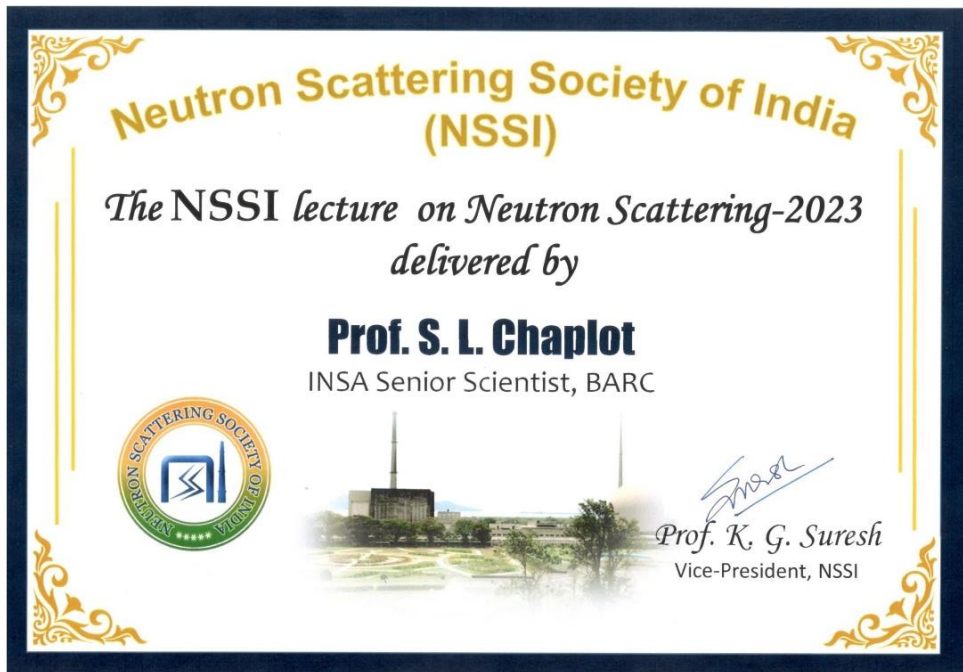 Neutron Scattering Society of India
(NSSI)
The NSSI lecture on Neutron Scattering-2023
delivered by
Prof. S. L. Chaplot
INSA Senior Scientist, BARC
NEUTRON SCATTERING SOCIETY OF INDIA
Suresh
Prof. K. G. Suresh
Vice-President, NSSI